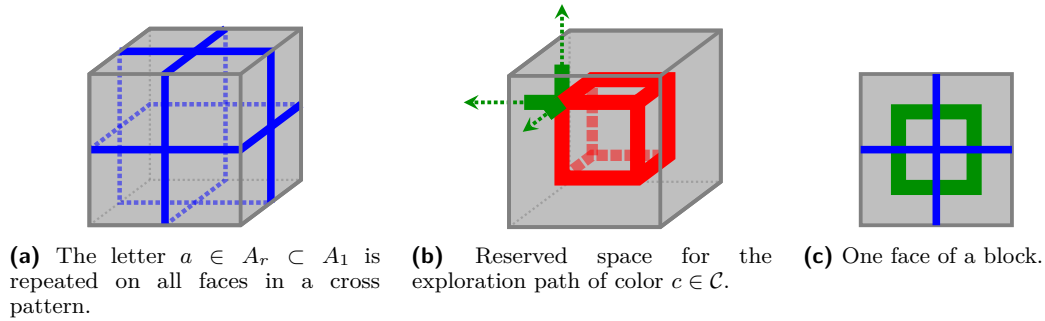 (a) The letter a ∈ A_r ⊂ A_1 is
repeated on all faces in a cross
pattern.
(b) Reserved space for the
exploration path of color c ∈ 𝒞.
(c) One face of a block.